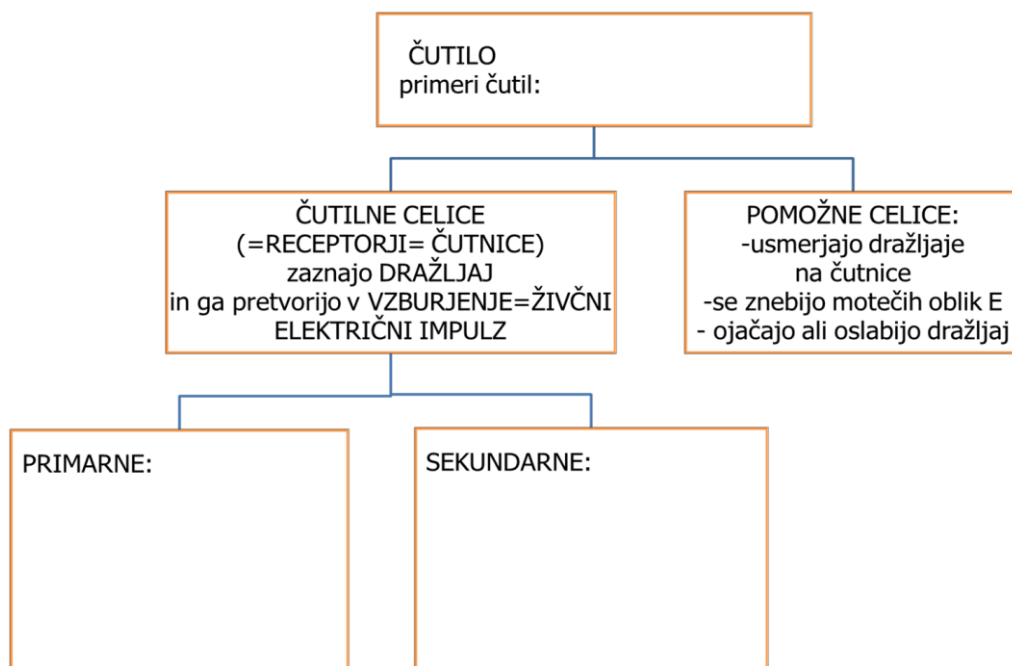 ČUTILO
primeri čutil:
ČUTILNE CELICE
(=RECEPTORJI= ČUTNICE)
zaznajo DRAŽLJAJ
in ga pretvorijo v VZBURJENJE=ŽIVČNI
ELEKTRIČNI IMPULZ
POMOŽNE CELICE:
-usmerjajo dražljaje
na čutnice
-se znebijo motečih oblik E
- ojačajo ali oslabijo dražljaj
PRIMARNE:
SEKUNDARNE: